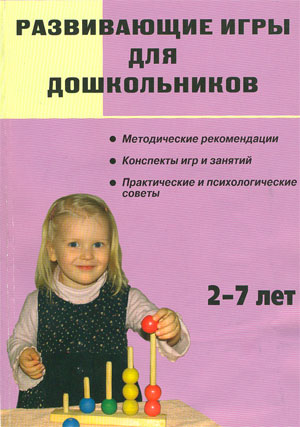 РАЗВИВАЮЩИЕ ИГРЫ
ДЛЯ
ДОШКОЛЬНИКОВ
• Методические рекомендации
• Конспекты игр и занятий
• Практические и психологические
советы
2–7 лет